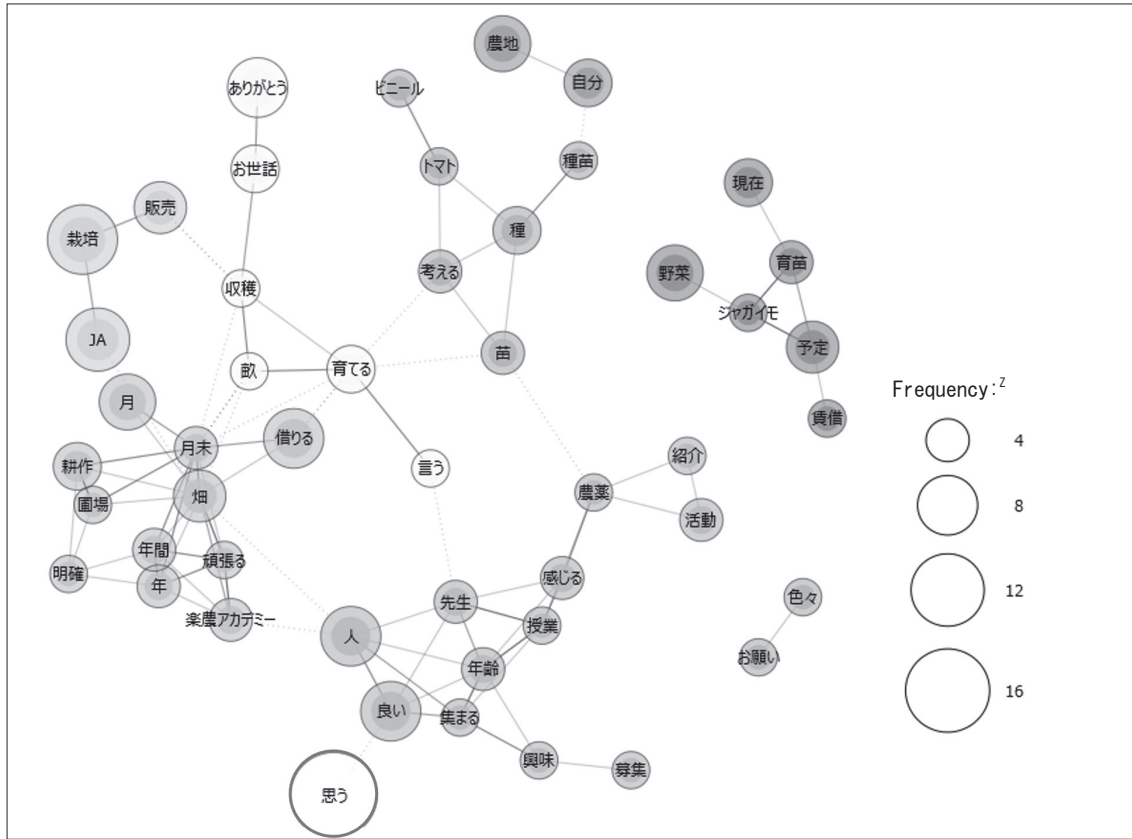 農地
自分
ありがとう
ビニール
種苗
お世話
トマト
現在
販売
種
栽培
育苗
考える
野菜
収穫
ジャガイモ
JA
予定
苗
畝
育てる
Frequency:Z
月
賃借
4
借りる
月末
紹介
耕作
言う
農薬
畑
圃場
8
活動
年間
頑張る
明確
年
感じる
12
色々
先生
楽農アカデミー
授業
人
お願い
年齢
16
良い
集まる
興味
募集
思う